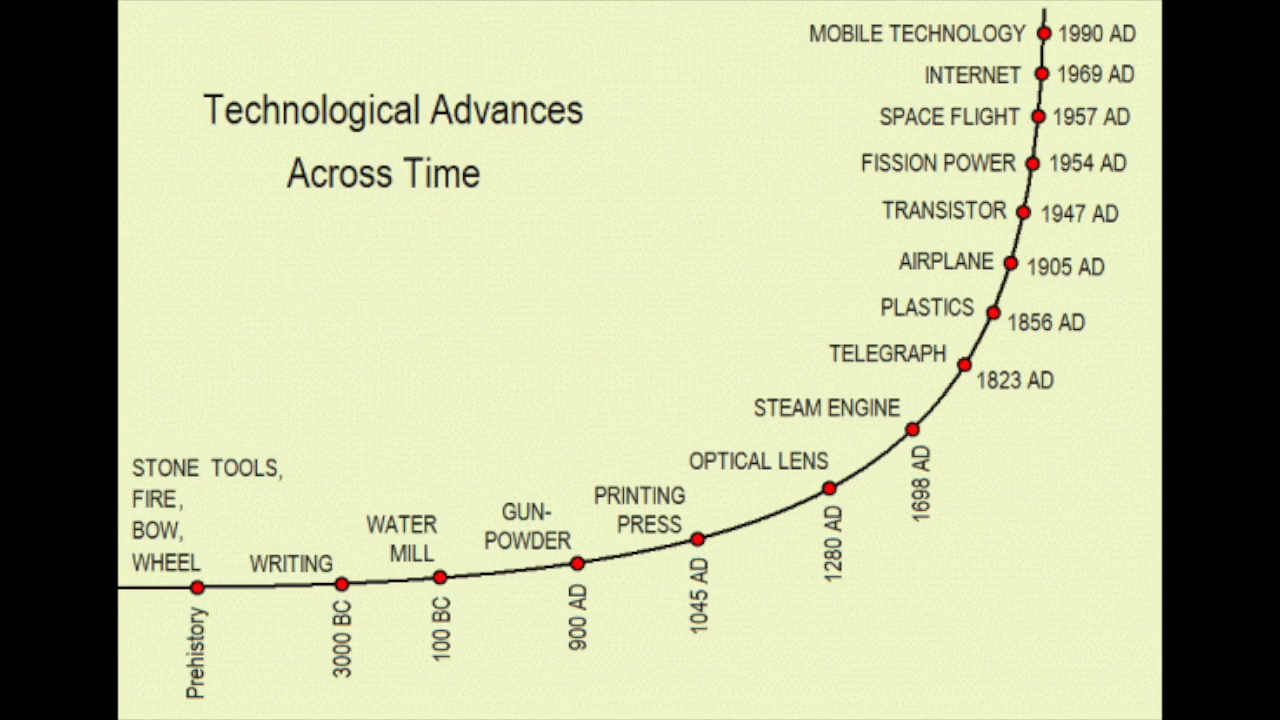 Technological Advances
Across Time
MOBILE TECHNOLOGY 1990 AD
INTERNET 1969 AD
SPACE FLIGHT 1957 AD
FISSION POWER 1954 AD
TRANSISTOR 1947 AD
AIRPLANE 1905 AD
PLASTICS 1856 AD
TELEGRAPH 1823 AD
STEAM ENGINE
1698 AD
OPTICAL LENS
1280 AD
PRINTING
PRESS
1045 AD
GUN-
POWDER
900 AD
WATER
MILL
100 BC
WRITING
3000 BC
STONE TOOLS,
FIRE,
BOW,
WHEEL
Prehistory